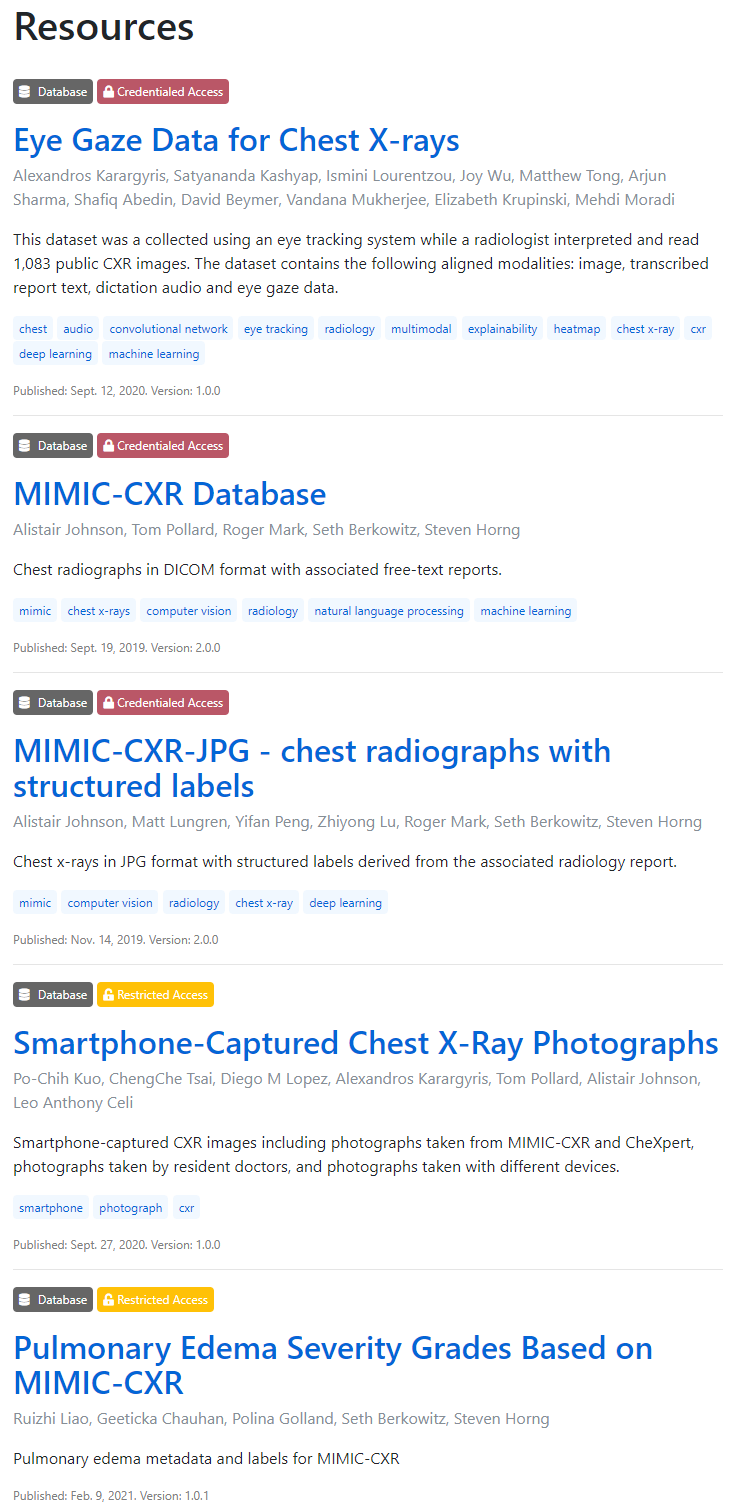 Resources
Database Credentialed Access
Eye Gaze Data for Chest X-rays
Alexandros Karargyris, Satyananda Kashyap, Ismini Lourentzou, Joy Wu, Matthew Tong, Arjun
Sharma, Shafiq Abedin, David Beymer, Vandana Mukherjee, Elizabeth Krupinski, Mehdi Moradi
This dataset was a collected using an eye tracking system while a radiologist interpreted and read
1,083 public CXR images. The dataset contains the following aligned modalities: image, transcribed
report text, dictation audio and eye gaze data.
chest audio convolutional network eye tracking radiology multimodal explainability heatmap chest x-ray cxr
deep learning machine learning
Published: Sept. 12, 2020. Version: 1.0.0
Database Credentialed Access
MIMIC-CXR Database
Alistair Johnson, Tom Pollard, Roger Mark, Seth Berkowitz, Steven Horng
Chest radiographs in DICOM format with associated free-text reports.
mimic chest x-rays computer vision radiology natural language processing machine learning
Published: Sept. 19, 2019. Version: 2.0.0
Database Credentialed Access
MIMIC-CXR-JPG - chest radiographs with
structured labels
Alistair Johnson, Matt Lungren, Yifan Peng, Zhiyong Lu, Roger Mark, Seth Berkowitz, Steven Horng
Chest x-rays in JPG format with structured labels derived from the associated radiology report.
mimic computer vision radiology chest x-ray deep learning
Published: Nov. 14, 2019. Version: 2.0.0
Database Restricted Access
Smartphone-Captured Chest X-Ray Photographs
Po-Chih Kuo, ChengChe Tsai, Diego M Lopez, Alexandros Karargyris, Tom Pollard, Alistair Johnson,
Leo Anthony Celi
Smartphone-captured CXR images including photographs taken from MIMIC-CXR and CheXpert,
photographs taken by resident doctors, and photographs taken with different devices.
smartphone photograph cxr
Published: Sept. 27, 2020. Version: 1.0.0
Database Restricted Access
Pulmonary Edema Severity Grades Based on
MIMIC-CXR
Ruizhi Liao, Geeticka Chauhan, Polina Golland, Seth Berkowitz, Steven Horng
Pulmonary edema metadata and labels for MIMIC-CXR
Published: Feb. 9, 2021. Version: 1.0.1